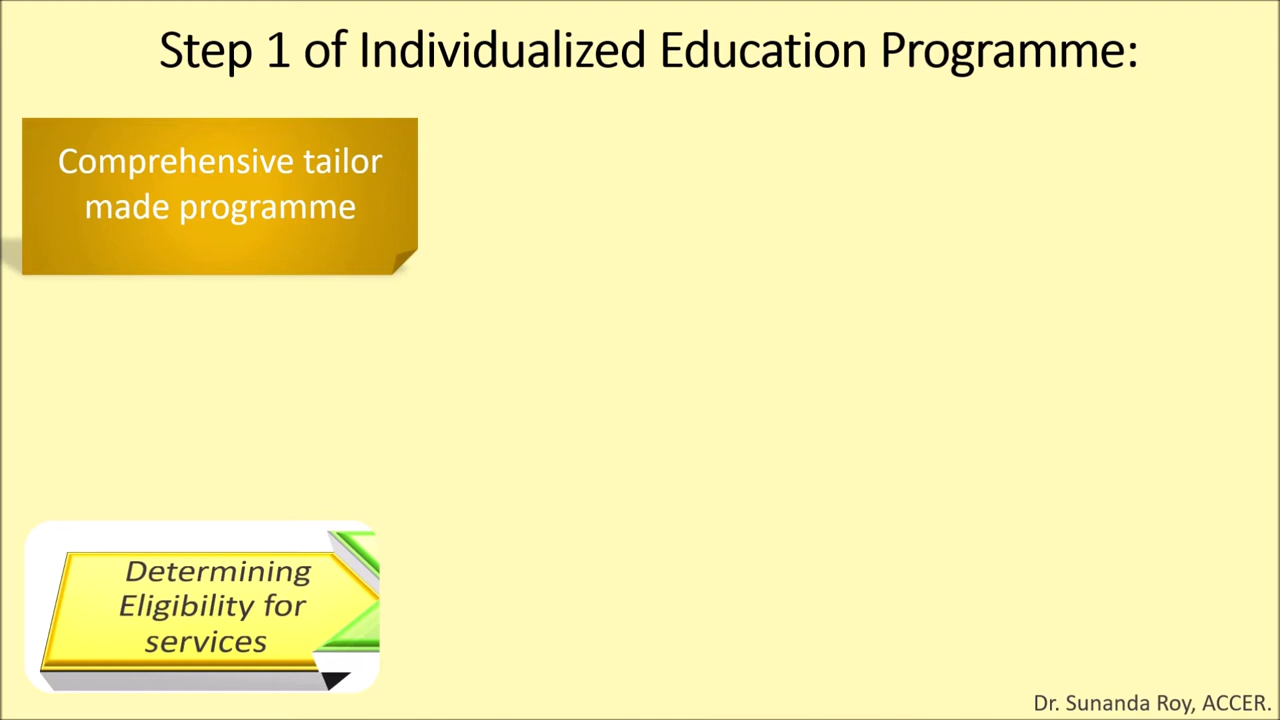 Step 1 of Individualized Education Programme:
Comprehensive tailor
made programme
Determining
Eligibility for
services
Dr. Sunanda Roy, ACCER.